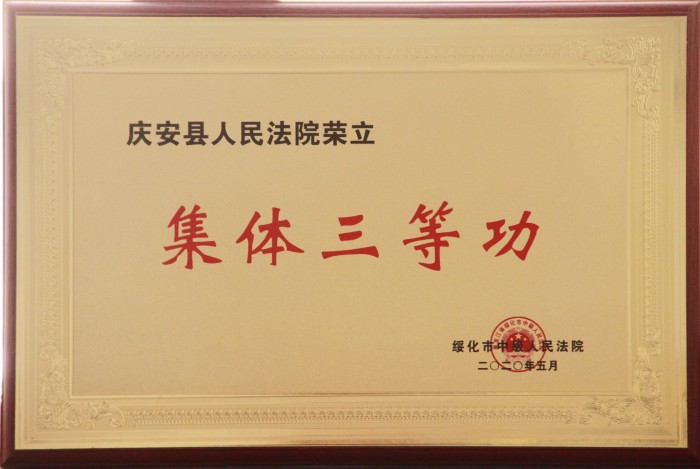 庆安县人民法院荣立
集体三等功
绥化市中级人民法院
二〇二〇年五月